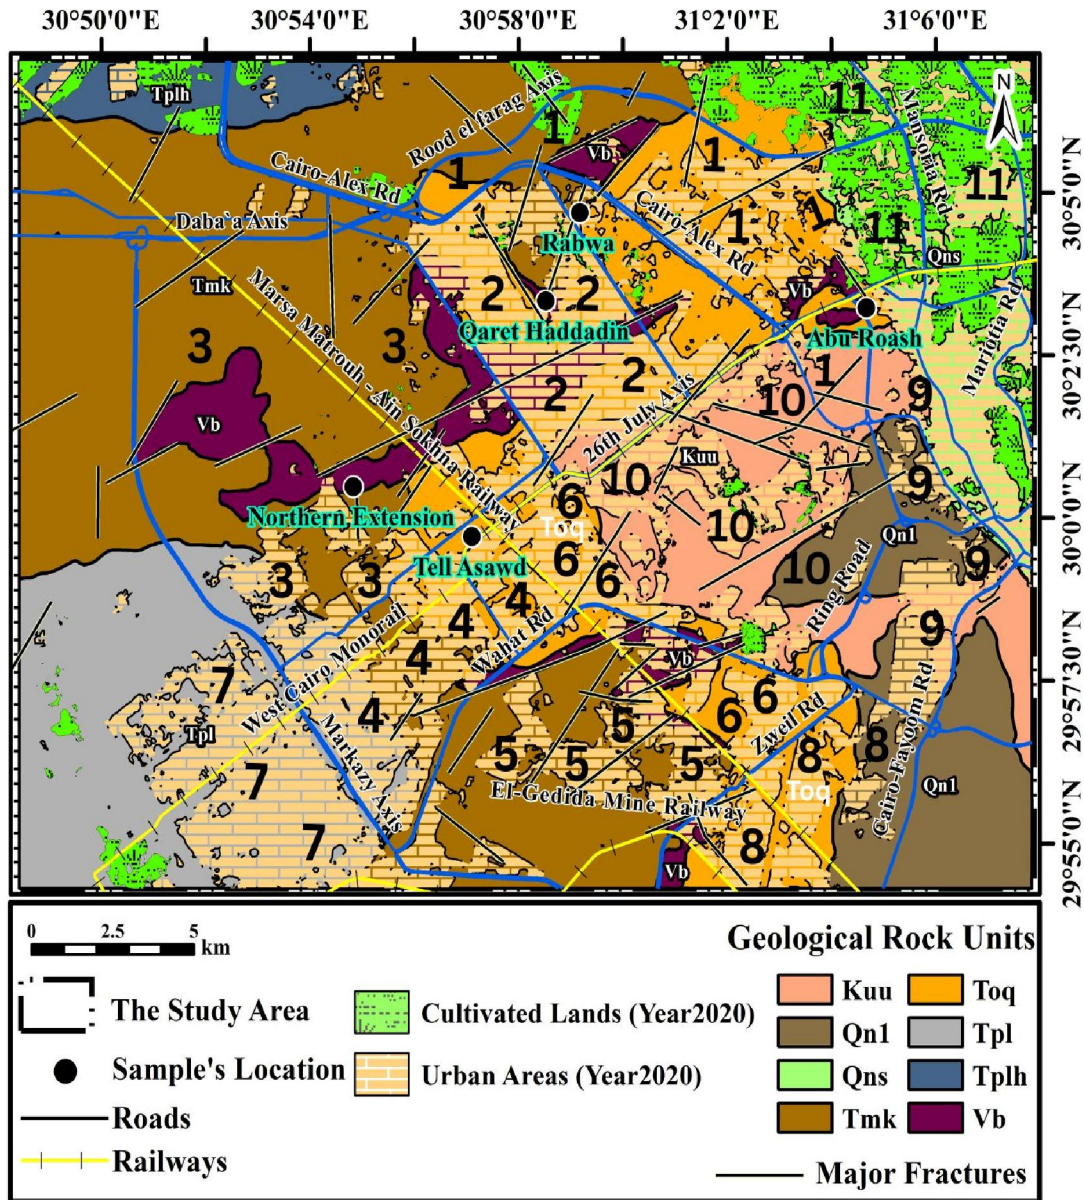 30°50'0"E 30°54'0"E 30°58'0"E 31°2'0"E 31°6'0"E
N
Tplh
Rood el farag Axis
11
Mansoria Rd
1
Vb
1
11
Cairo-Alex Rd
1
30°5'0"N
Daba`a Axis
Cairo-Alex Rd
1
1
11
Rabwa
Qns
Tmk
Marsa Matrouh - Ain Sokhna Railway
2
2
Vb
Qaret Haddadin
Abu Roash
Mariotia Rd
30°2'30"N
3
3
2
2
26th July Axis
10
1
9
Vb
Kuu
10
9
6
Northern Extension
Toq
10
Qn1
30°0'0"N
Tell Asawd
6
3
3
4
6
10
9
4
Wahat Rd
Ring Road
9
West Cairo Monorail
4
Vb
7
6
29°57'30"N
4
5
6
Zweil Rd
Cairo-Fayoom Rd
Tpl
Markazy Axis
5
5
5
8
8
7
El-Gedida Mine Railway
Toq
Qn1
7
8
Vb
29°55'0"N
0 2.5 5
km
Geological Rock Units
The Study Area
Cultivated Lands (Year2020)
Kuu
Toq
Qn1
Tpl
Sample's Location
Urban Areas (Year2020)
Qns
Tplh
Roads
Tmk
Vb
Railways
Major Fractures